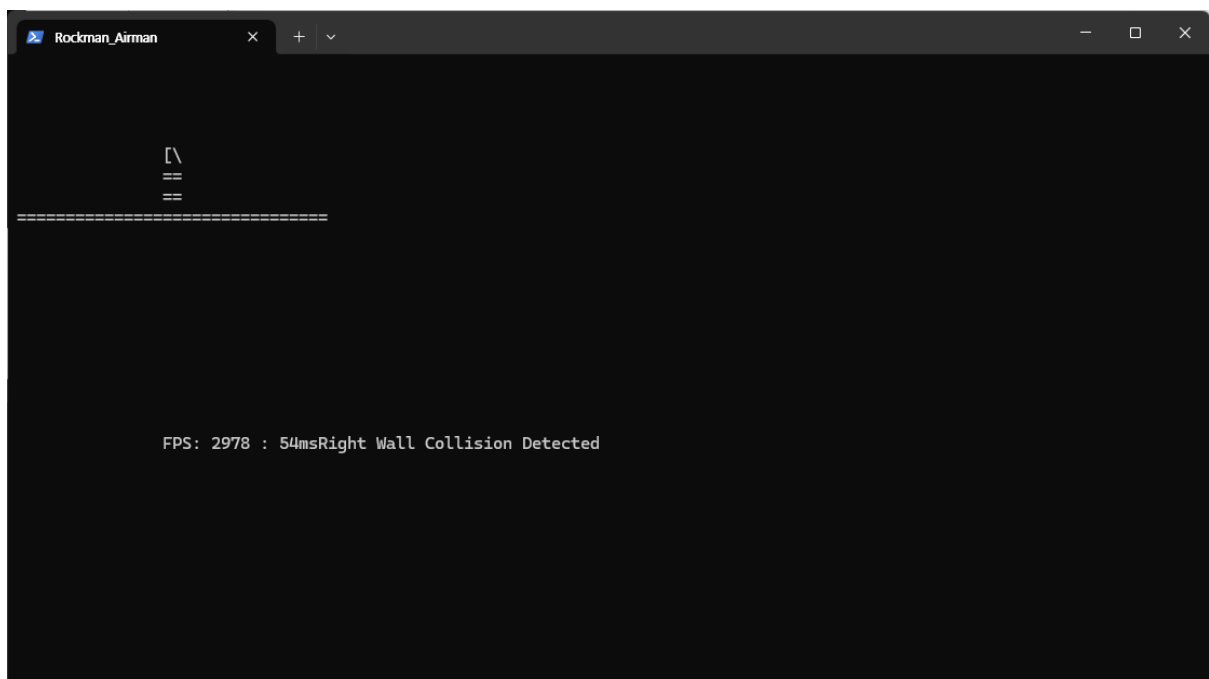 Rockman_Airman
[\
==
==
================================
FPS: 2978 : 54msRight Wall Collision Detected